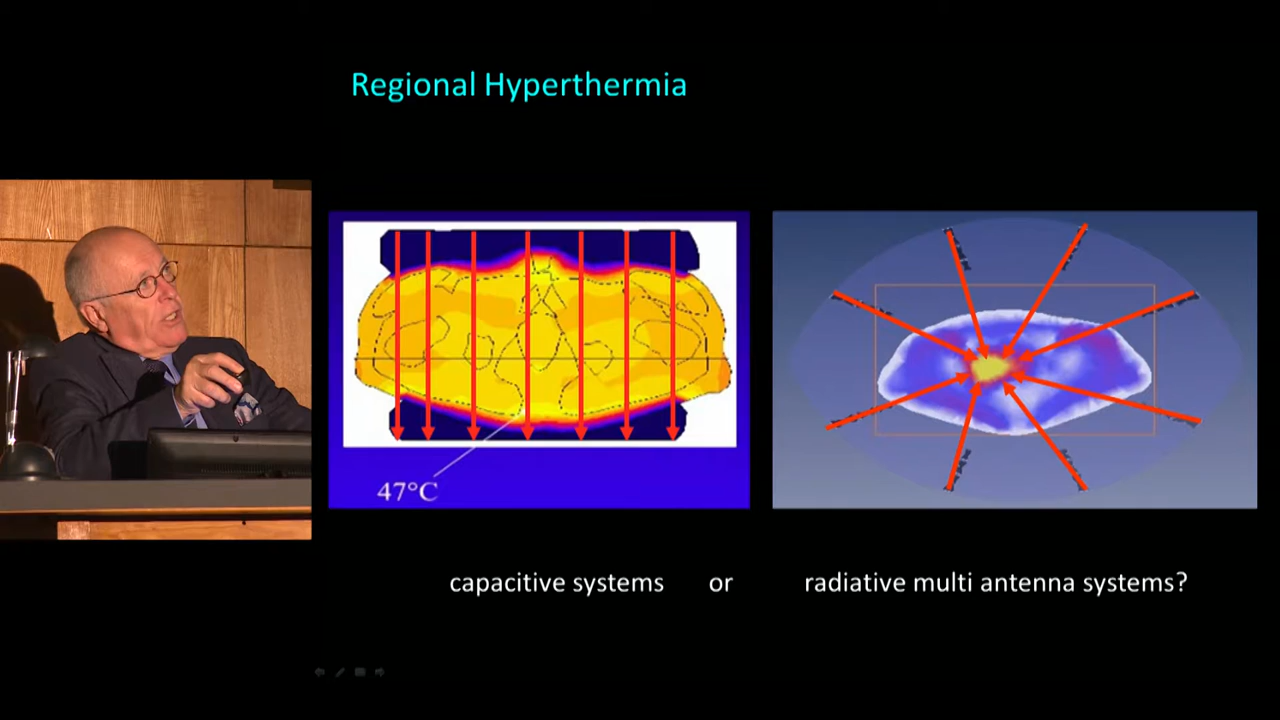 Regional Hyperthermia
47°C
capacitive systems or radiative multi antenna systems?